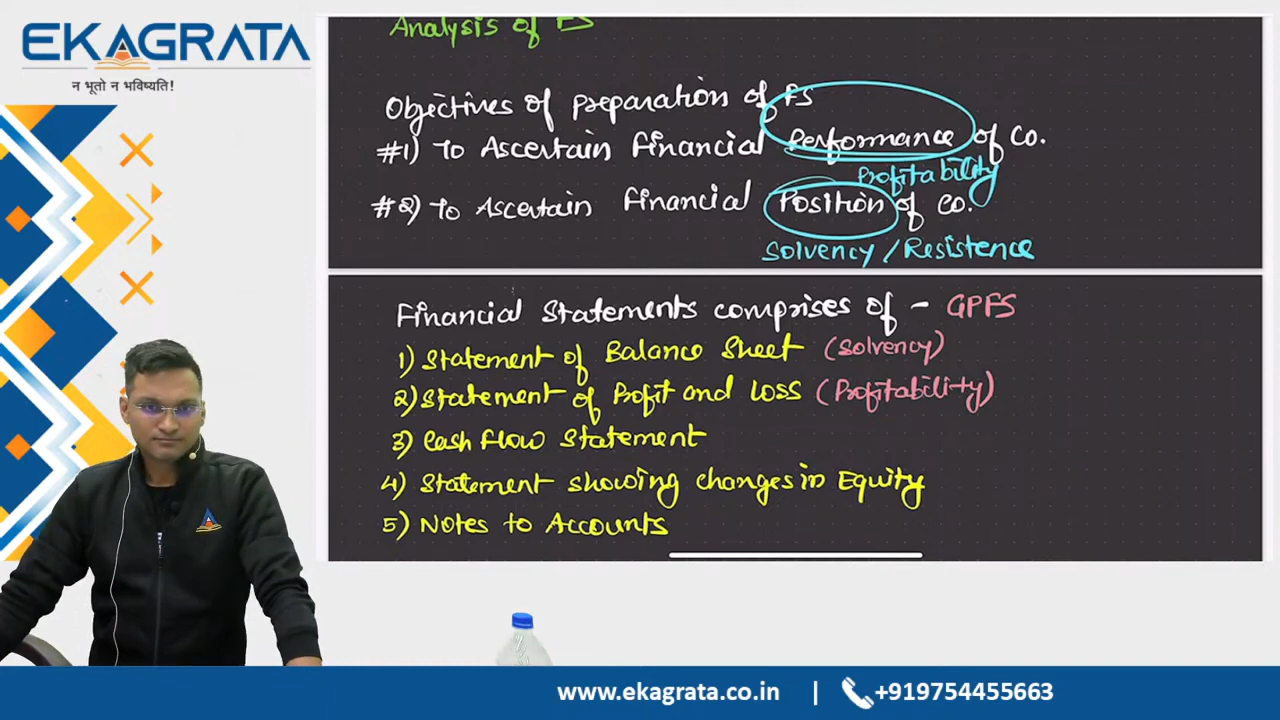 EKAGRATA
न भूतो न भविष्यति!
Analysis of FS
Objectives of Preparation of FS
#1) To Ascertain Financial Performance of Co.
Profitability
#2) To Ascertain Financial Position of Co.
Solvency / Resistence
Financial Statements comprises of - GPFS
1) Statement of Balance Sheet (Solvency)
2) Statement of Profit and Loss (Profitability)
3) Cash Flow Statement
4) Statement showing changes in Equity
5) Notes to Accounts
www.ekagrata.co.in | +919754455663